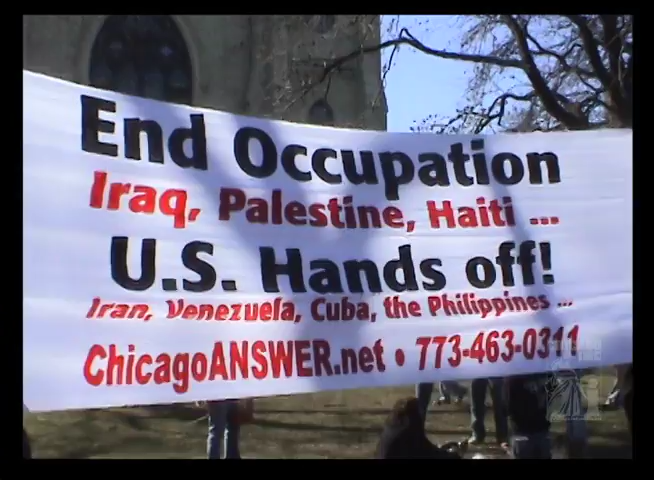 End Occupation
Iraq, Palestine, Haiti ...
U.S. Hands off!
Iran, Venezuela, Cuba, the Philippines ...
ChicagoANSWER.net • 773-463-0311